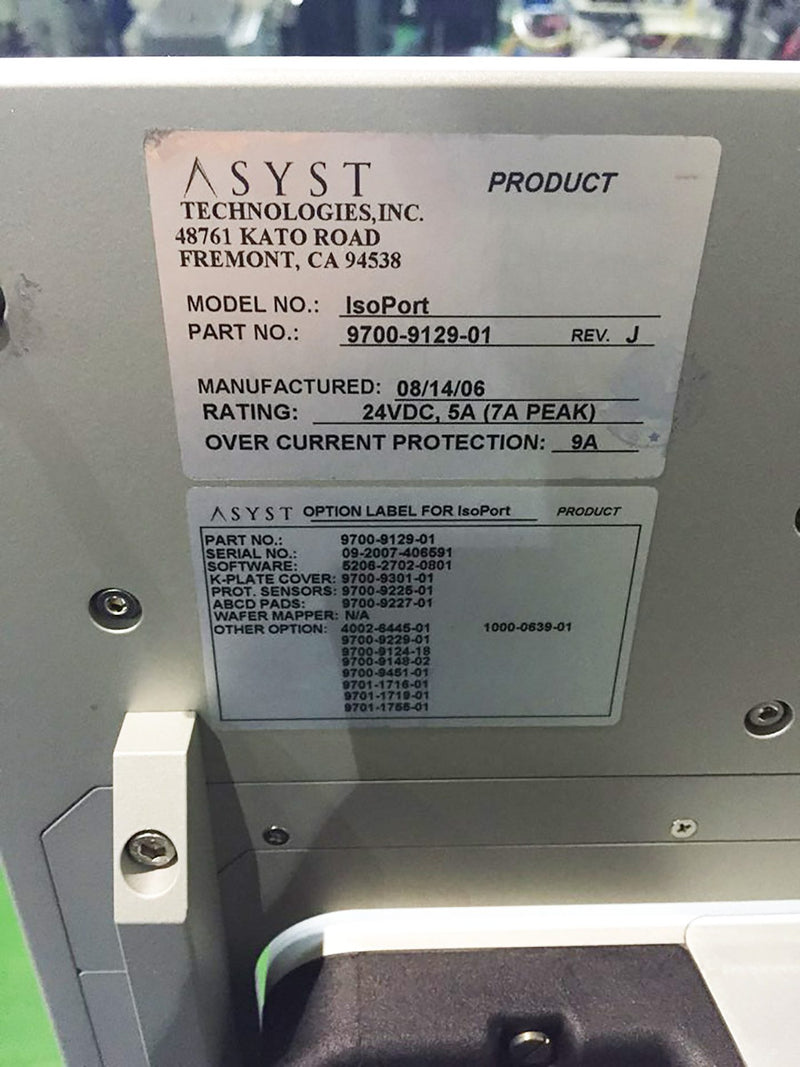 ASYST PRODUCT
TECHNOLOGIES,INC.
48761 KATO ROAD
FREMONT, CA 94538
MODEL NO.: IsoPort
PART NO.: 9700-9129-01 REV. J
MANUFACTURED: 08/14/06
RATING: 24VDC, 5A (7A PEAK)
OVER CURRENT PROTECTION: 9A
ASYST OPTION LABEL FOR IsoPort PRODUCT
PART NO.: 9700-9129-01
SERIAL NO.: 09-2007-406591
SOFTWARE: 5206-2702-0801
K-PLATE COVER: 9700-9301-01
PROT. SENSORS: 9700-9225-01
ABCD PADS: 9700-9227-01
WAFER MAPPER: N/A
OTHER OPTION: 4002-6445-01 1000-0639-01
9700-9229-01
9700-9124-18
9700-9148-02
9700-9451-01
9701-1716-01
9701-1719-01
9701-1756-01